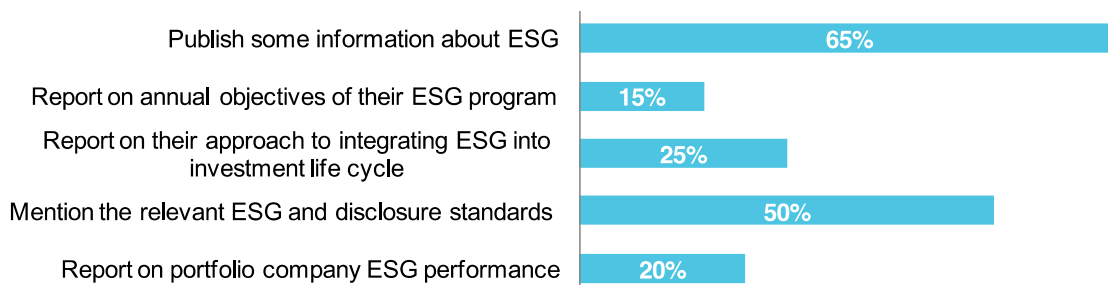 Publish some information about ESG
65%
Report on annual objectives of their ESG program
15%
Report on their approach to integrating ESG into
investment life cycle
25%
Mention the relevant ESG and disclosure standards
50%
Report on portfolio company ESG performance
20%